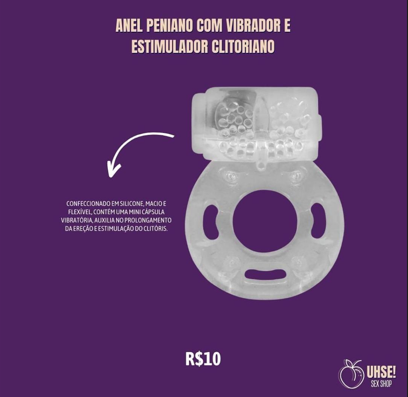 ANEL PENIANO COM VIBRADOR E
ESTIMULADOR CLITORIANO
CONFECCIONADO EM SILICONE, MACIO E
FLEXÍVEL, CONTÉM UMA MINI CÁPSULA
VIBRATÓRIA, AUXILIA NO PROLONGAMENTO
DA EREÇÃO E ESTIMULAÇÃO DO CLITÓRIS.
R$10
UHSE!
SEX SHOP